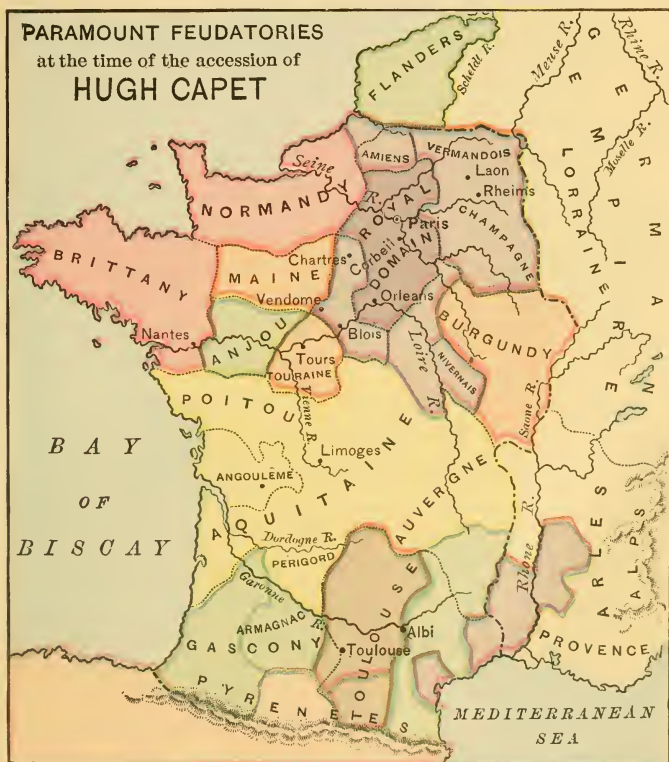 PARAMOUNT FEUDATORIES
at the time of the accession of
HUGH CAPET
FLANDERS
Scheldt R.
Meuse R.
Rhine R.
GERMAN EMPIRE
LORRAINE
Moselle R.
AMIENS
VERMANDOIS
Laon
Rheims
Seine R.
NORMANDY
ROYAL DOMAIN
Paris
Corbeil
CHAMPAGNE
BRITTANY
MAINE
Chartres
Vendome
Orleans
Nantes
ANJOU
Tours
TOURAINE
Blois
Loire R.
NIVERNAIS
BURGUNDY
Saone R.
POITOU
Vienne R.
Limoges
ANGOULÊME
AQUITAINE
AUVERGNE
BAY
OF
BISCAY
Dordogne R.
PERIGORD
Garonne R.
ARMAGNAC
GASCONY
TOULOUSE
Toulouse
Albi
Rhone R.
ARLES
ALPS
PROVENCE
PYRENEES
MEDITERRANEAN
SEA